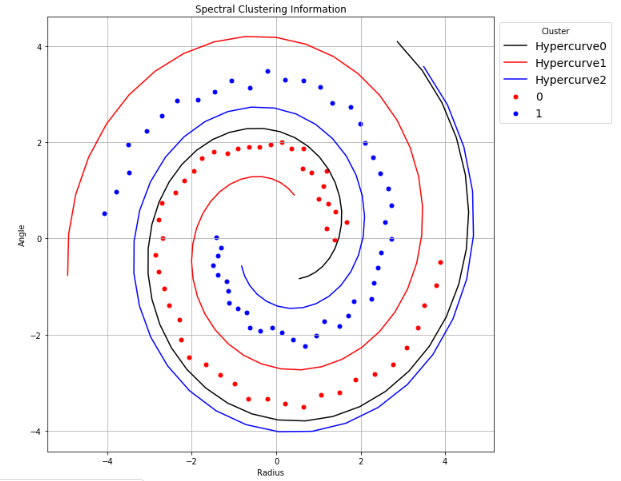 Spectral Clustering Information
Cluster
Hypercurve0
Hypercurve1
Hypercurve2
0
1
4
2
0
−2
−4
Angle
−4
−2
0
2
4
Radius